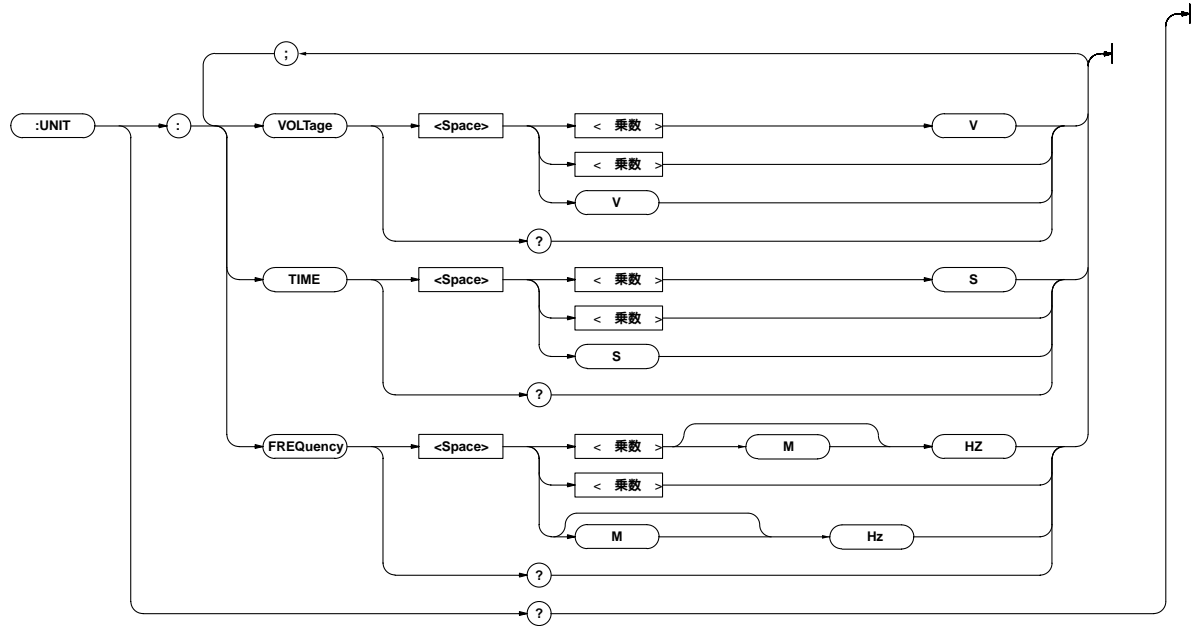 ;
:UNIT : VOLTage <Space> < 乗数 > V
< 乗数 >
V
?
TIME <Space> < 乗数 > S
< 乗数 >
S
?
FREQuency <Space> < 乗数 > M HZ
< 乗数 >
M Hz
?
?